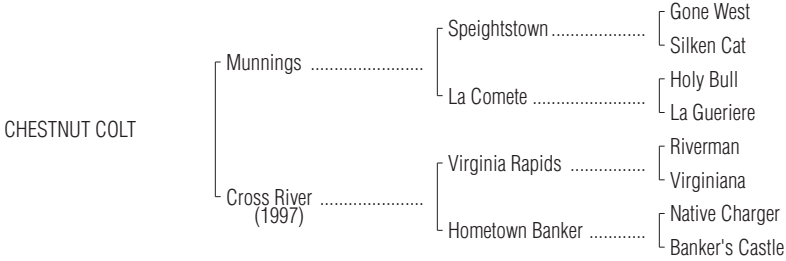 Gone West
Speightstown ....................
Silken Cat
Munnings ........................
Holy Bull
La Comete ........................
La Gueriere
CHESTNUT COLT
Riverman
Virginia Rapids ................
Virginiana
Cross River ......................
(1997)
Native Charger
Hometown Banker ............
Banker's Castle